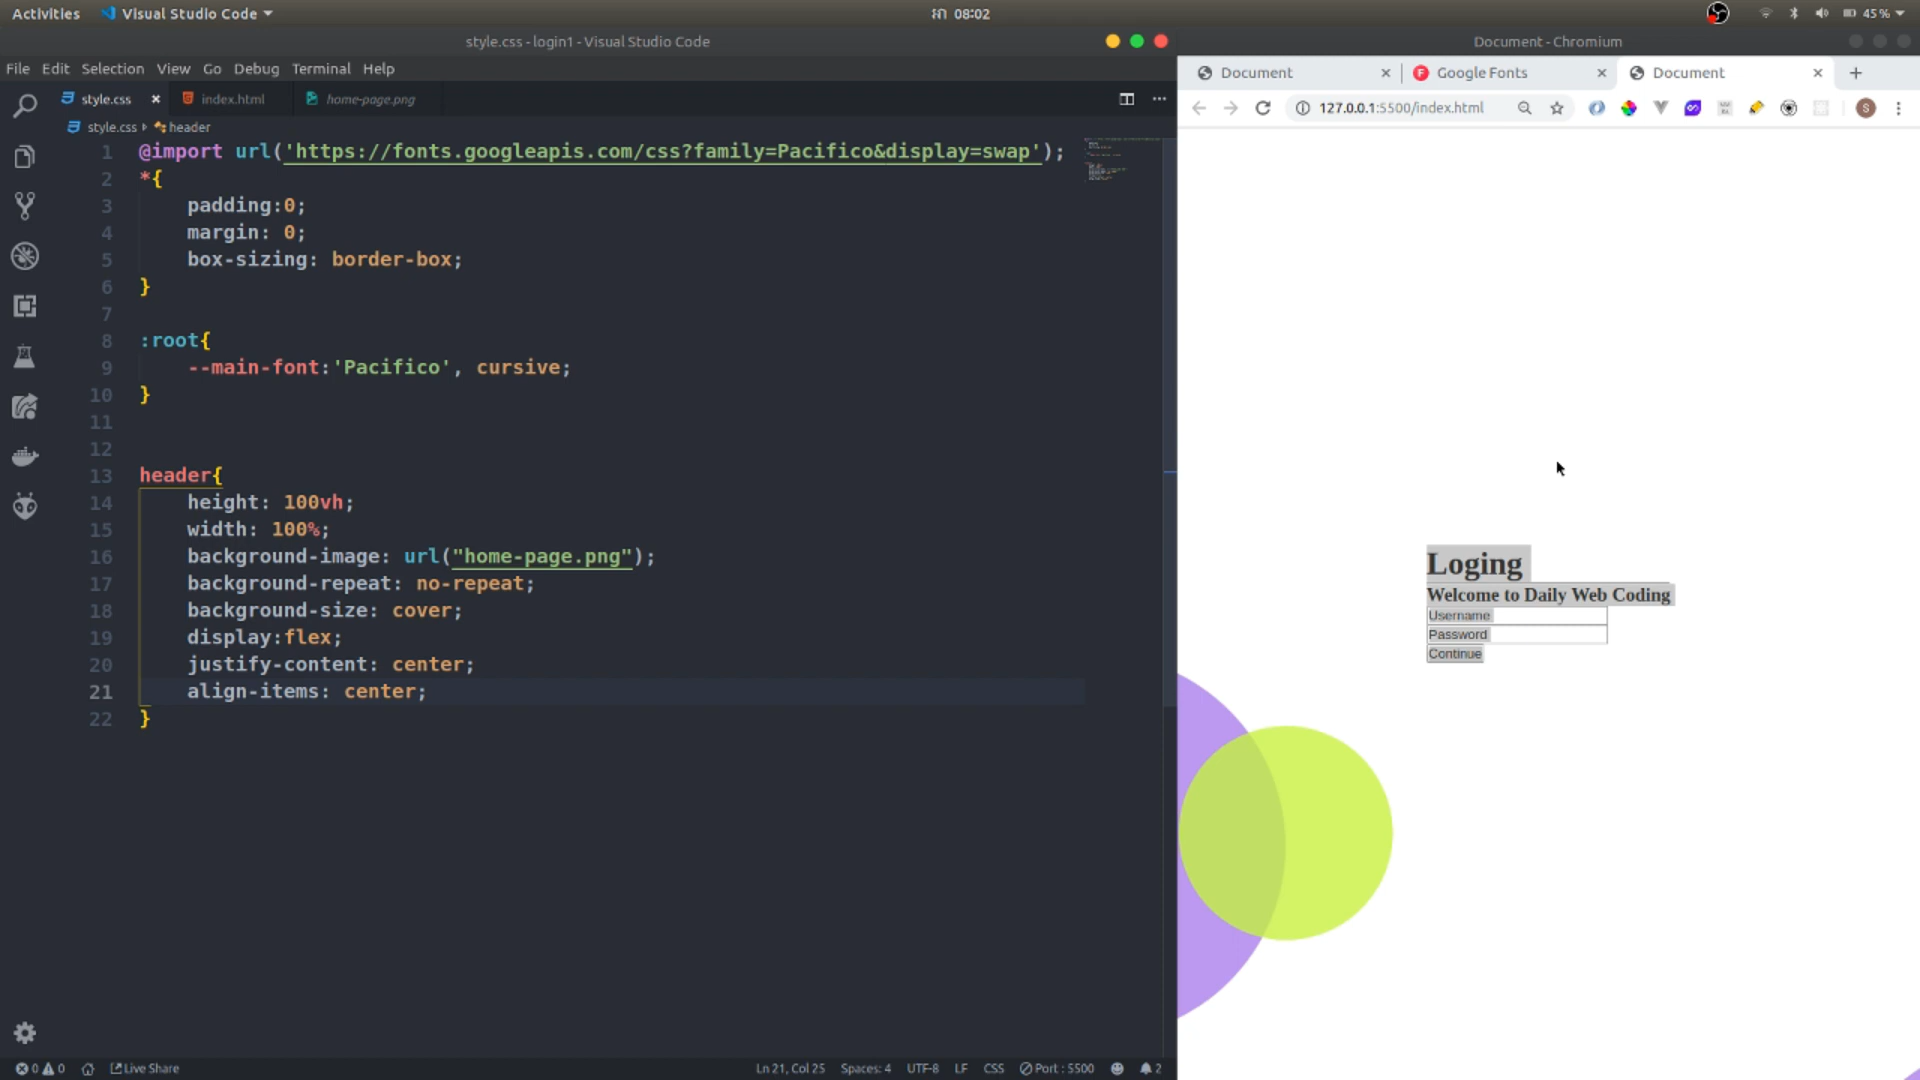 Activities
Visual Studio Code
08:02
45%
style.css - login1 - Visual Studio Code
Document - Chromium
File Edit Selection View Go Debug Terminal Help
Document
Google Fonts
Document
style.css
index.html
home-page.png
127.0.0.1:5500/index.html
S
style.css
header
1 @import url('https://fonts.googleapis.com/css?family=Pacifico&display=swap');
2 *{
3 padding:0;
4 margin: 0;
5 box-sizing: border-box;
6 }
7
8 :root{
9 --main-font:'Pacifico', cursive;
10 }
11
12
13 header{
14 height: 100vh;
15 width: 100%;
16 background-image: url("home-page.png");
17 background-repeat: no-repeat;
18 background-size: cover;
19 display:flex;
20 justify-content: center;
21 align-items: center;
22 }
Loging
Welcome to Daily Web Coding
Username
Password
Continue
0 0 Live Share
Ln 21, Col 25 Spaces: 4 UTF-8 LF CSS Port : 5500 2